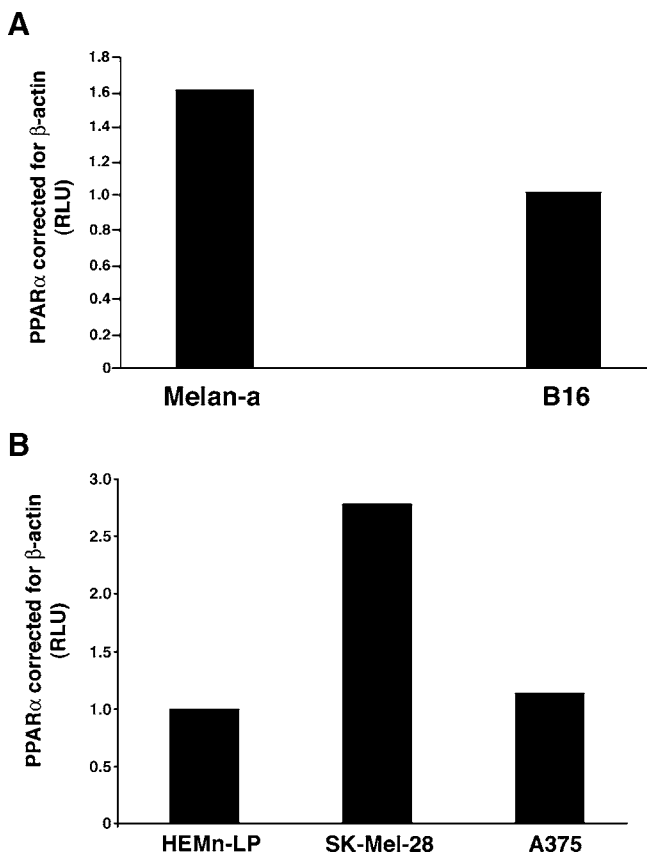 A
PPARα corrected for β-actin
(RLU)
1.8
1.6
1.4
1.2
1.0
0.8
0.6
0.4
0.2
0
Melan-a
B16
B
PPARα corrected for β-actin
(RLU)
3.0
2.5
2.0
1.5
1.0
0.5
0
HEMn-LP
SK-Mel-28
A375